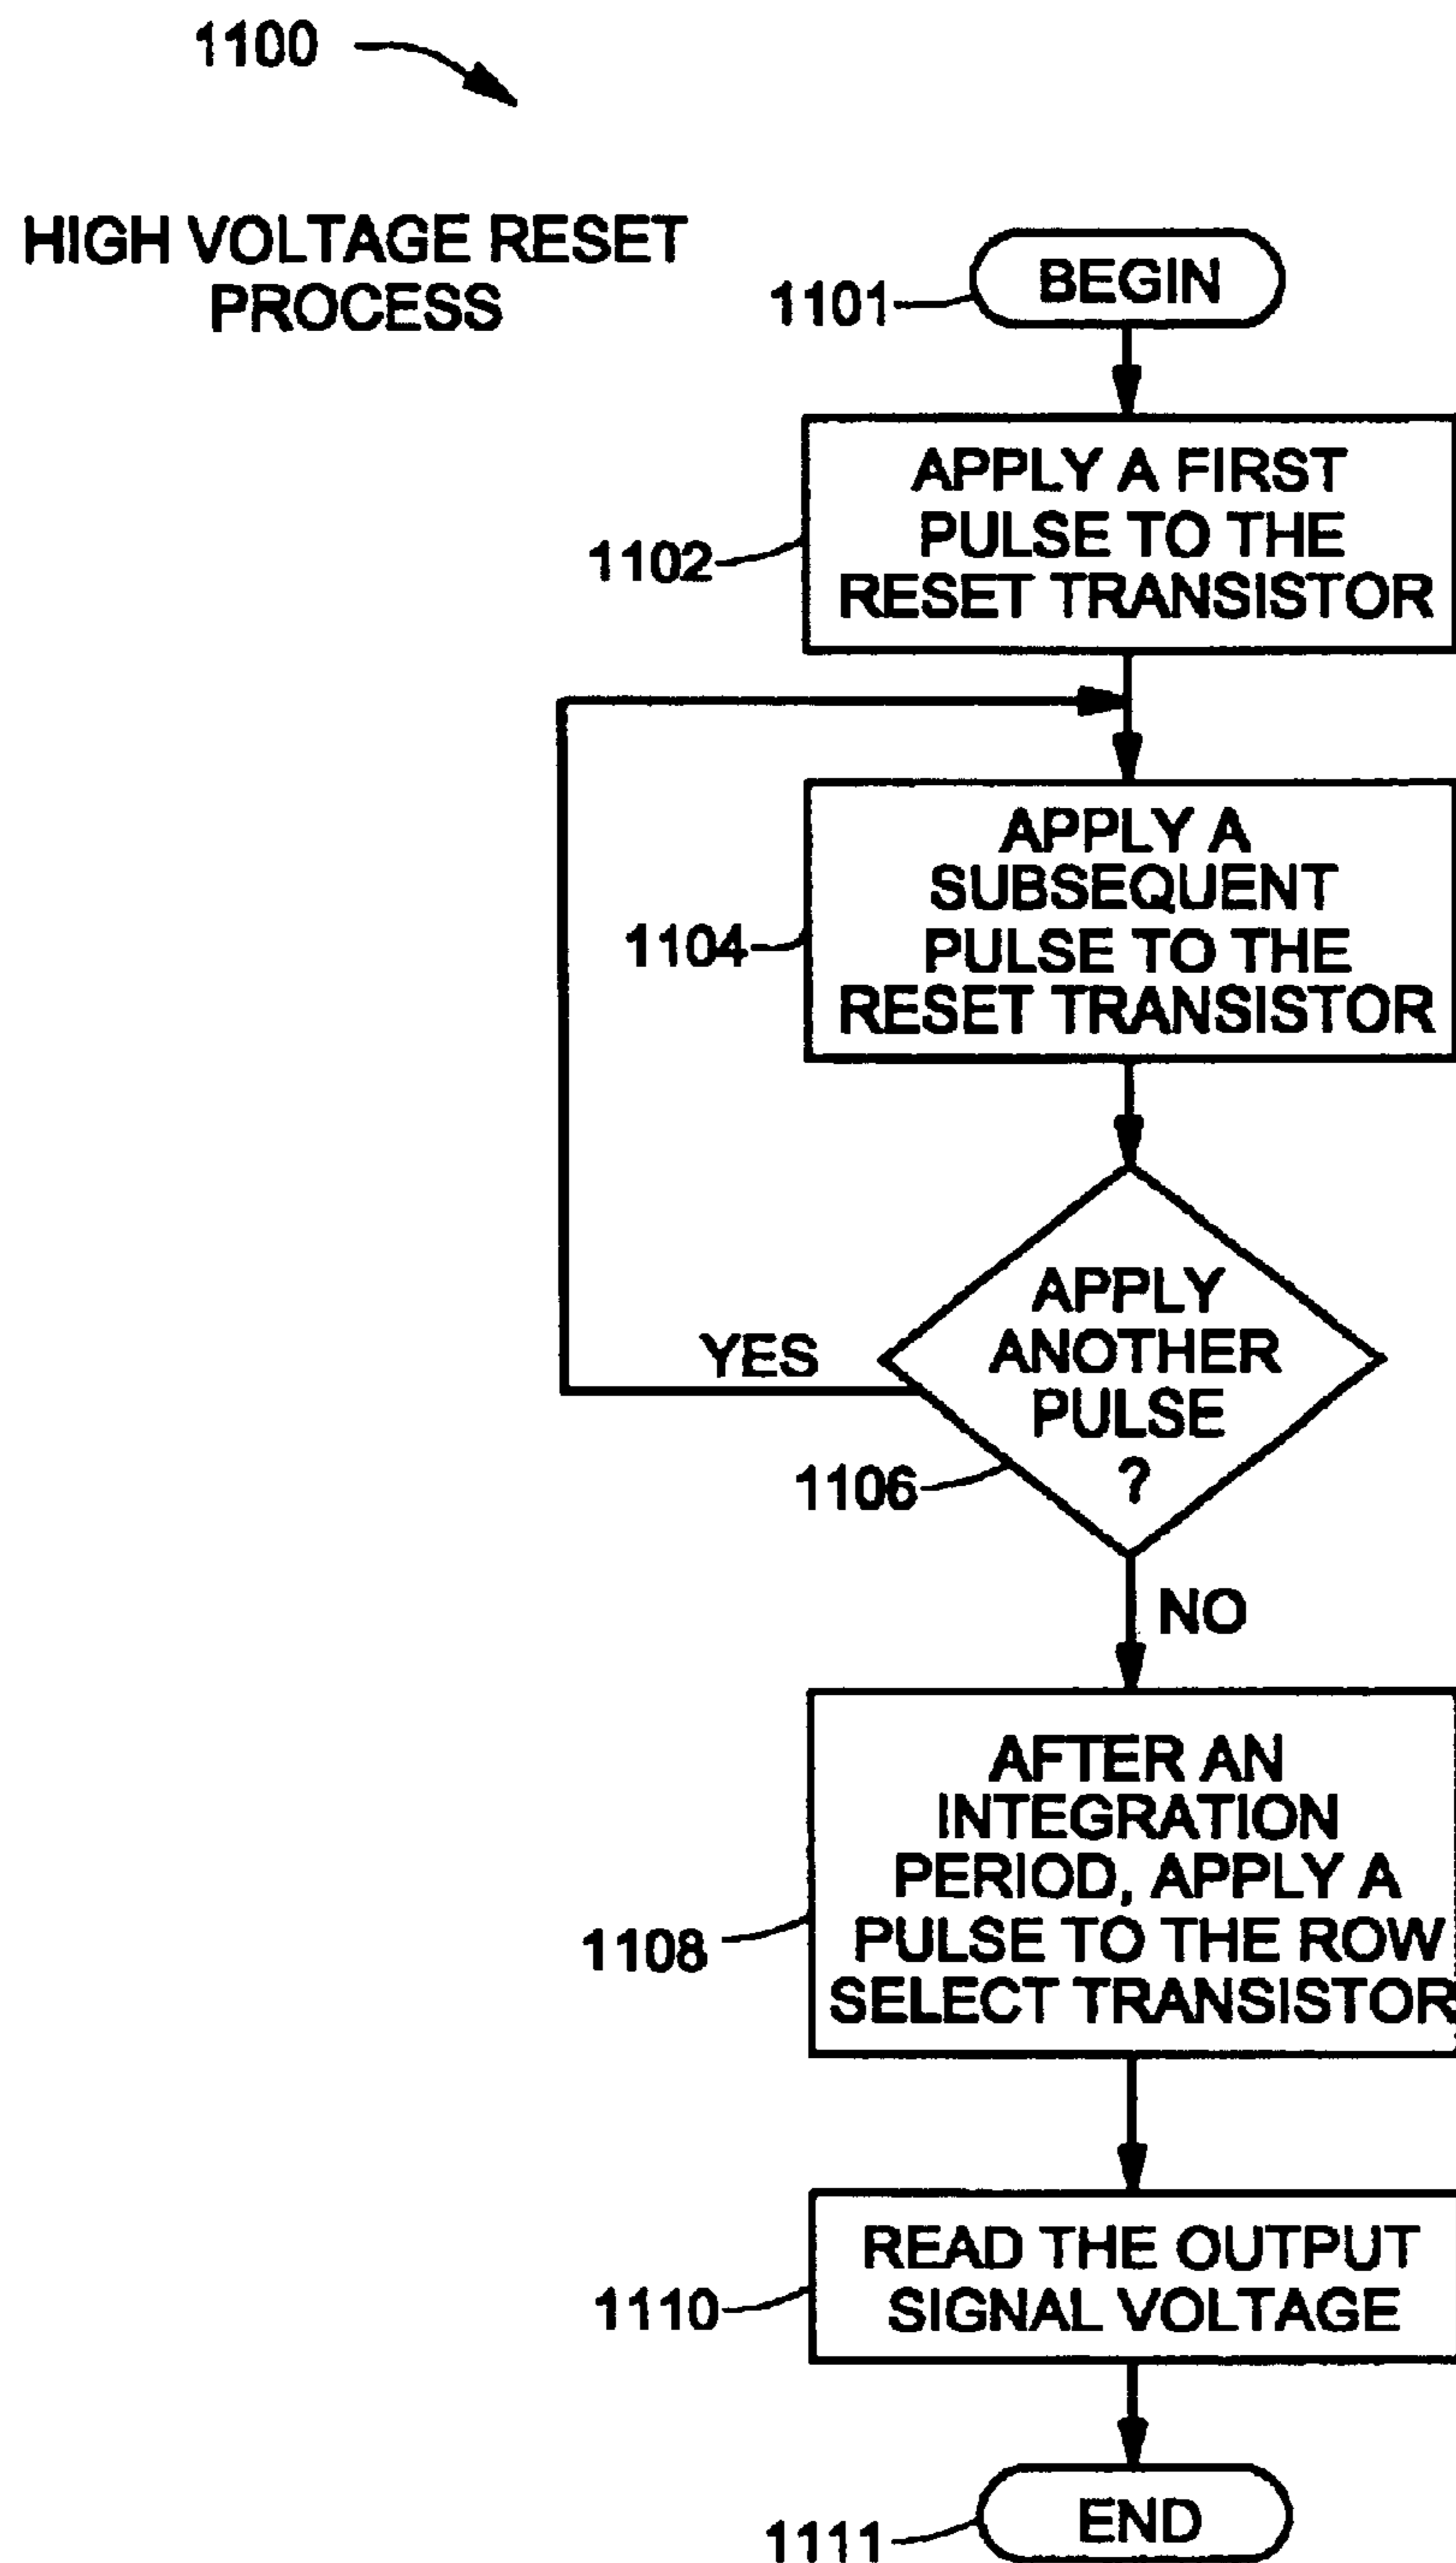 1100
HIGH VOLTAGE RESET
PROCESS
1101
BEGIN
1102
APPLY A FIRST
PULSE TO THE
RESET TRANSISTOR
1104
APPLY A
SUBSEQUENT
PULSE TO THE
RESET TRANSISTOR
YES
APPLY
ANOTHER
PULSE
?
1106
NO
1108
AFTER AN
INTEGRATION
PERIOD, APPLY A
PULSE TO THE ROW
SELECT TRANSISTOR
1110
READ THE OUTPUT
SIGNAL VOLTAGE
1111
END